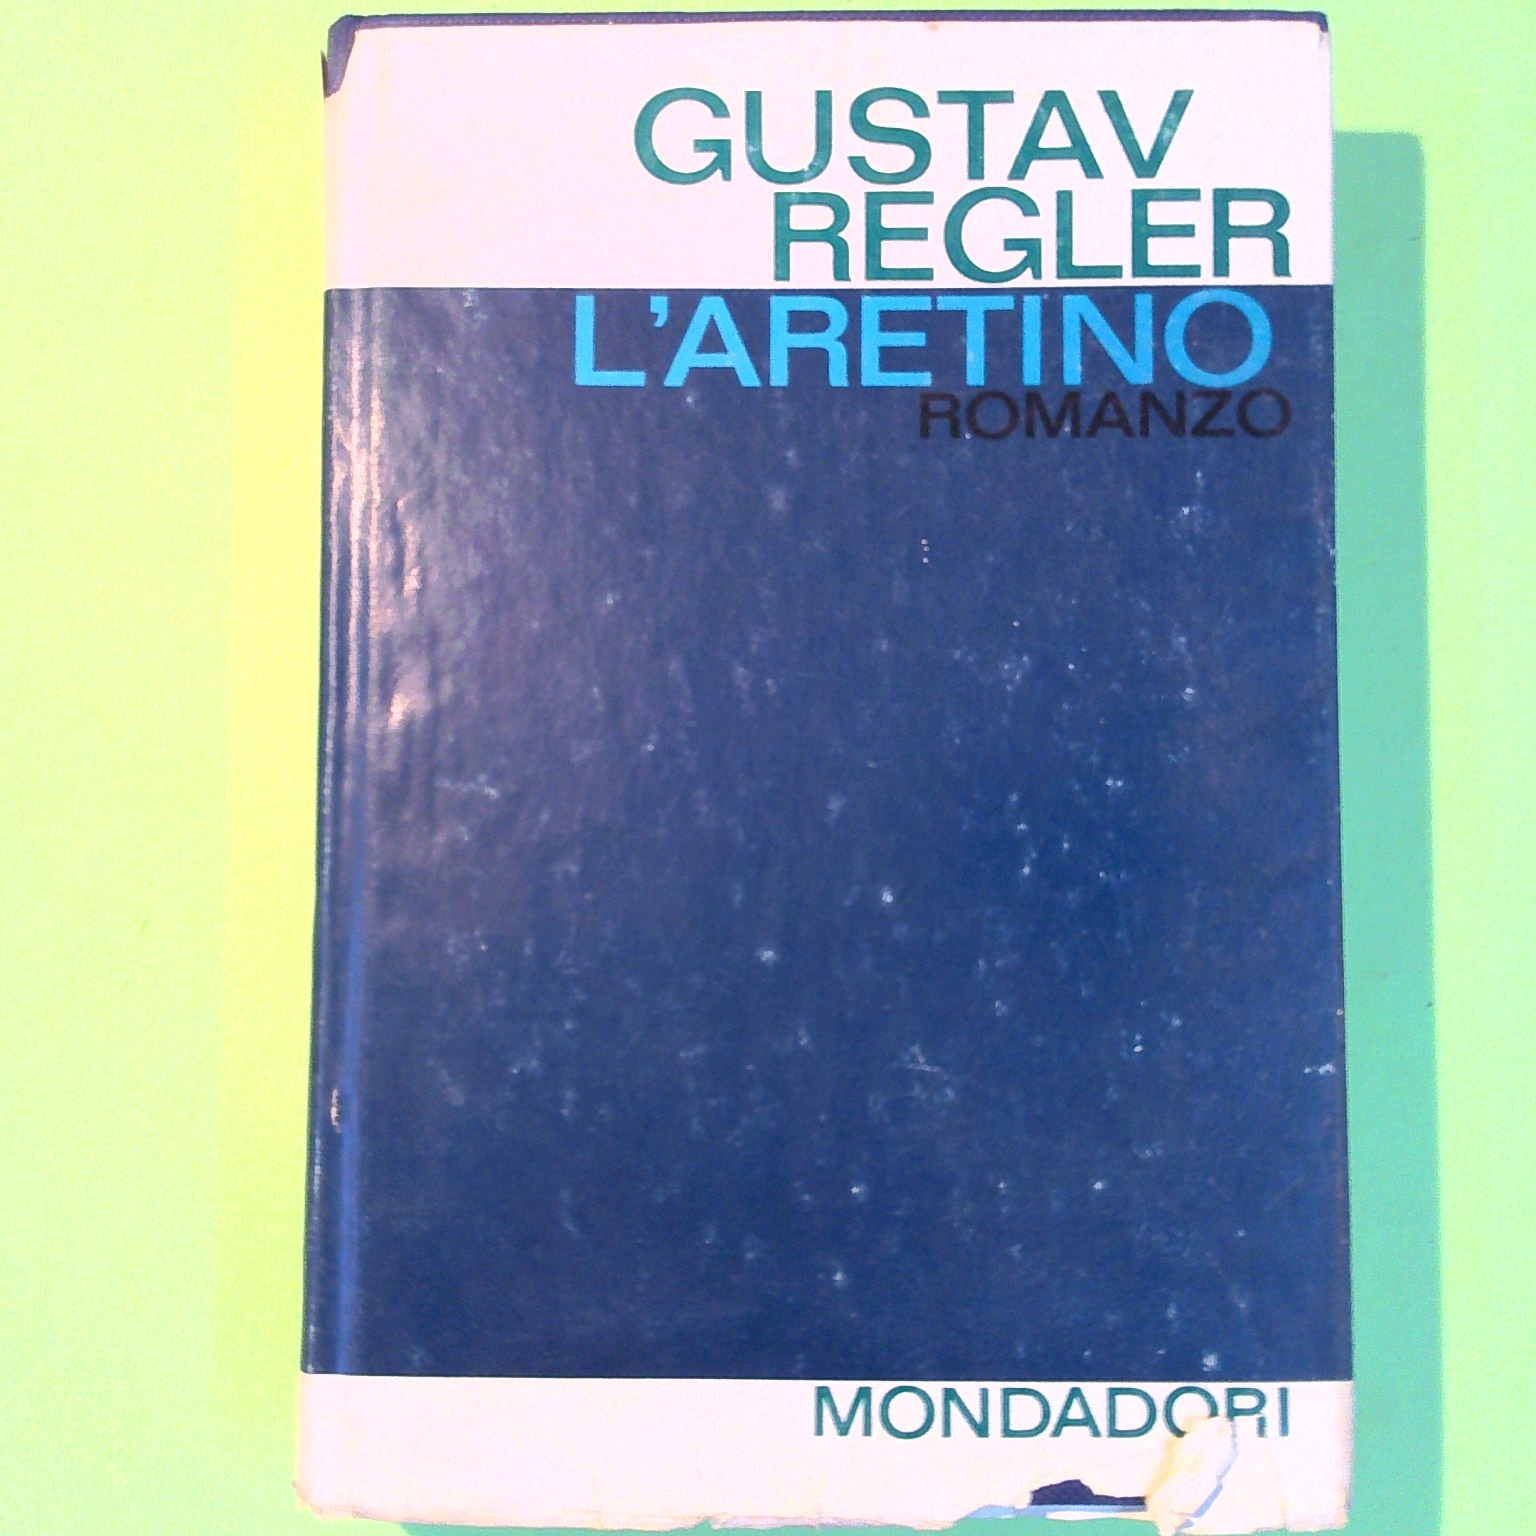 GUSTAV
REGLER
L'ARETINO
ROMANZO
MONDADORI